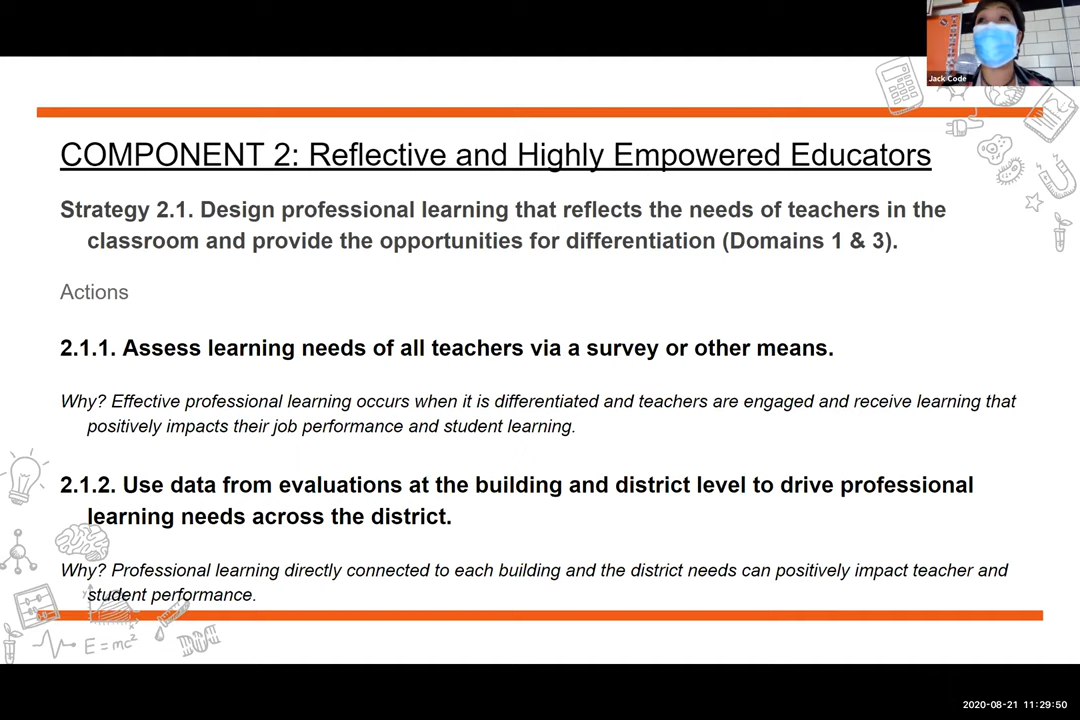 Jack Code
COMPONENT 2: Reflective and Highly Empowered Educators
Strategy 2.1. Design professional learning that reflects the needs of teachers in the
classroom and provide the opportunities for differentiation (Domains 1 & 3).
Actions
2.1.1. Assess learning needs of all teachers via a survey or other means.
Why? Effective professional learning occurs when it is differentiated and teachers are engaged and receive learning that
positively impacts their job performance and student learning.
2.1.2. Use data from evaluations at the building and district level to drive professional
learning needs across the district.
Why? Professional learning directly connected to each building and the district needs can positively impact teacher and
student performance.
E=mc²
2020-08-21 11:29:50